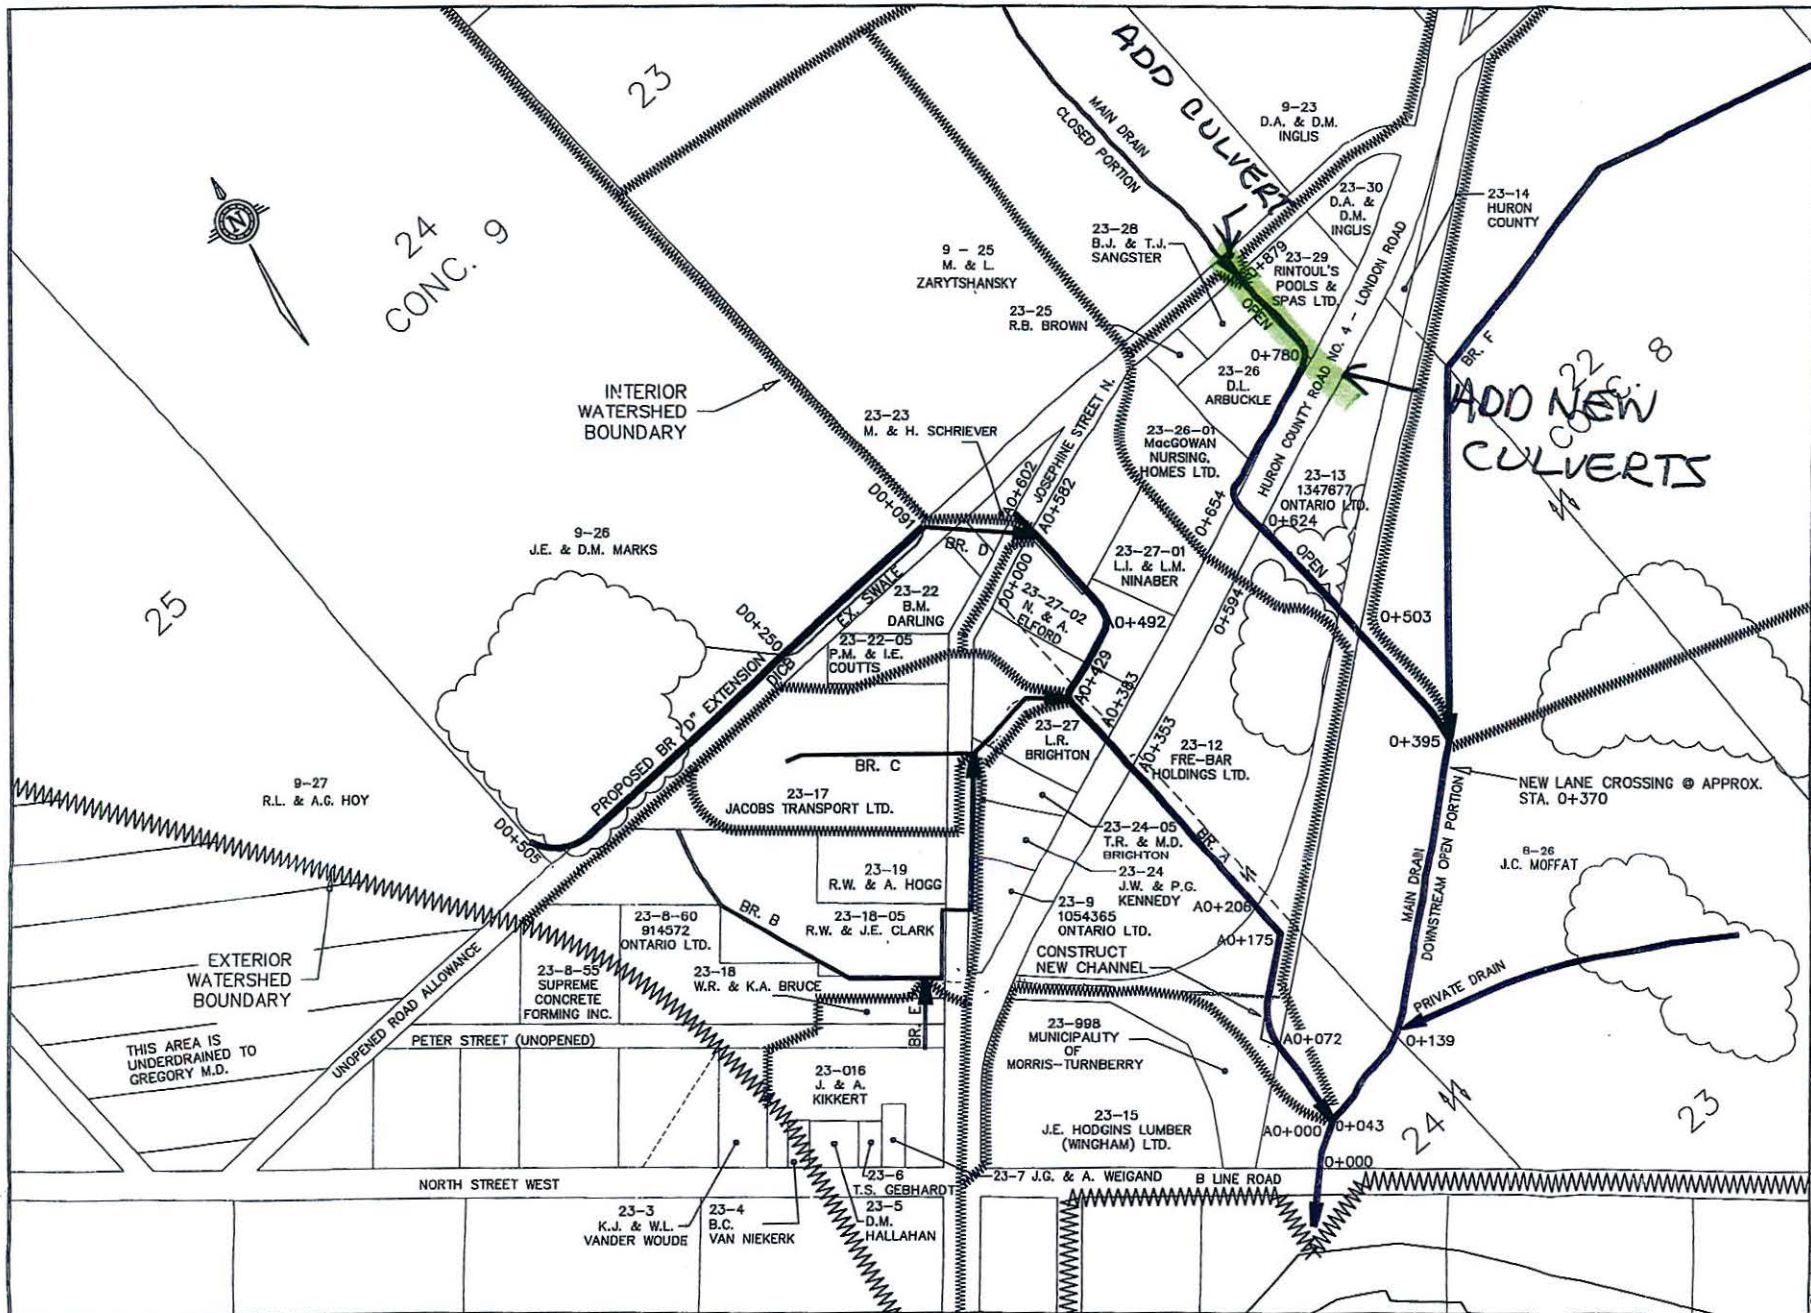 ADD CULVERT
23
MAIN DRAIN
CLOSED PORTION
9-23
D.A. & D.M.
INGLIS
23-30
D.A. &
D.M.
INGLIS
23-14
HURON
COUNTY
N
24
CONC. 9
9 - 25
M. & L.
ZARYTSHANSKY
23-28
B.J. & T.J.
SANGSTER
0+879
23-29
RINTOUL'S
POOLS &
SPAS LTD.
OPEN
23-25
R.B. BROWN
0+780
23-26
D.L.
ARBUCKLE
HURON COUNTY ROAD NO. 4 - LONDON ROAD
BR. F
22
CONC. 8
ADD NEW
CULVERTS
INTERIOR
WATERSHED
BOUNDARY
23-23
M. & H. SCHRIEVER
JOSEPHINE STREET N.
23-26-01
MacGOWAN
NURSING.
HOMES LTD.
23-13
1347677
ONTARIO LTD.
A0+602
A0+582
D0+091
0+654
0+624
OPEN
9-26
J.E. & D.M. MARKS
BR. D
D0+000
23-27-01
L.I. & L.M.
NINABER
0+594
EX. SWALE
23-22
B.M.
DARLING
23-27-02
N. & A.
ELFORD
A0+492
0+503
25
D0+250
23-22-05
P.M. & I.E.
COUTTS
DICB
A0+429
A0+383
A0+353
PROPOSED BR "D" EXTENSION
23-27
L.R.
BRIGHTON
23-12
FRE-BAR
HOLDINGS LTD.
0+395
BR. C
9-27
R.L. & A.G. HOY
23-17
JACOBS TRANSPORT LTD.
NEW LANE CROSSING @ APPROX.
STA. 0+370
D0+505
23-24-05
T.R. & M.D.
BRIGHTON
BR. A
MAIN DRAIN
DOWNSTREAM OPEN PORTION
8-26
J.C. MOFFAT
23-19
R.W. & A. HOGG
23-24
J.W. & P.G.
KENNEDY
BR. B
23-8-60
914572
ONTARIO LTD.
23-18-05
R.W. & J.E. CLARK
23-9
1054365
ONTARIO LTD.
A0+206
A0+175
EXTERIOR
WATERSHED
BOUNDARY
CONSTRUCT
NEW CHANNEL
23-8-55
SUPREME
CONCRETE
FORMING INC.
23-18
W.R. & K.A. BRUCE
PRIVATE DRAIN
UNOPENED ROAD ALLOWANCE
BR. E
PETER STREET (UNOPENED)
23-998
MUNICIPALITY
OF
MORRIS-TURNBERRY
A0+072
0+139
THIS AREA IS
UNDERDRAINED TO
GREGORY M.D.
23-016
J. & A.
KIKKERT
23-15
J.E. HODGINS LUMBER
(WINGHAM) LTD.
A0+000
0+043
24
23
0+000
NORTH STREET WEST
23-6
T.S. GEBHARDT
23-7 J.G. & A. WEIGAND
B LINE ROAD
23-3
K.J. & W.L.
VANDER WOUDE
23-4
B.C.
VAN NIEKERK
23-5
D.M.
HALLAHAN